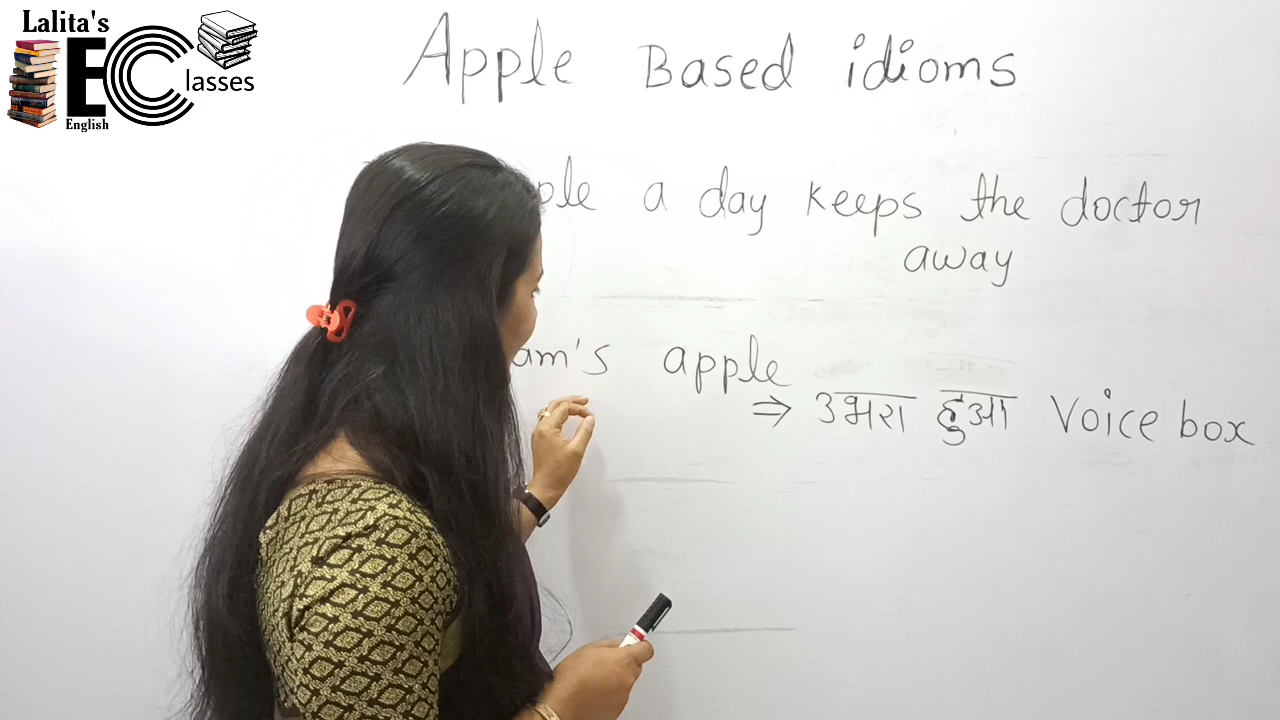 Lalita's
EC lasses
English
Apple Based idioms
ple a day keeps the doctor
away
am's apple
⇒ उभरा हुआ Voice box